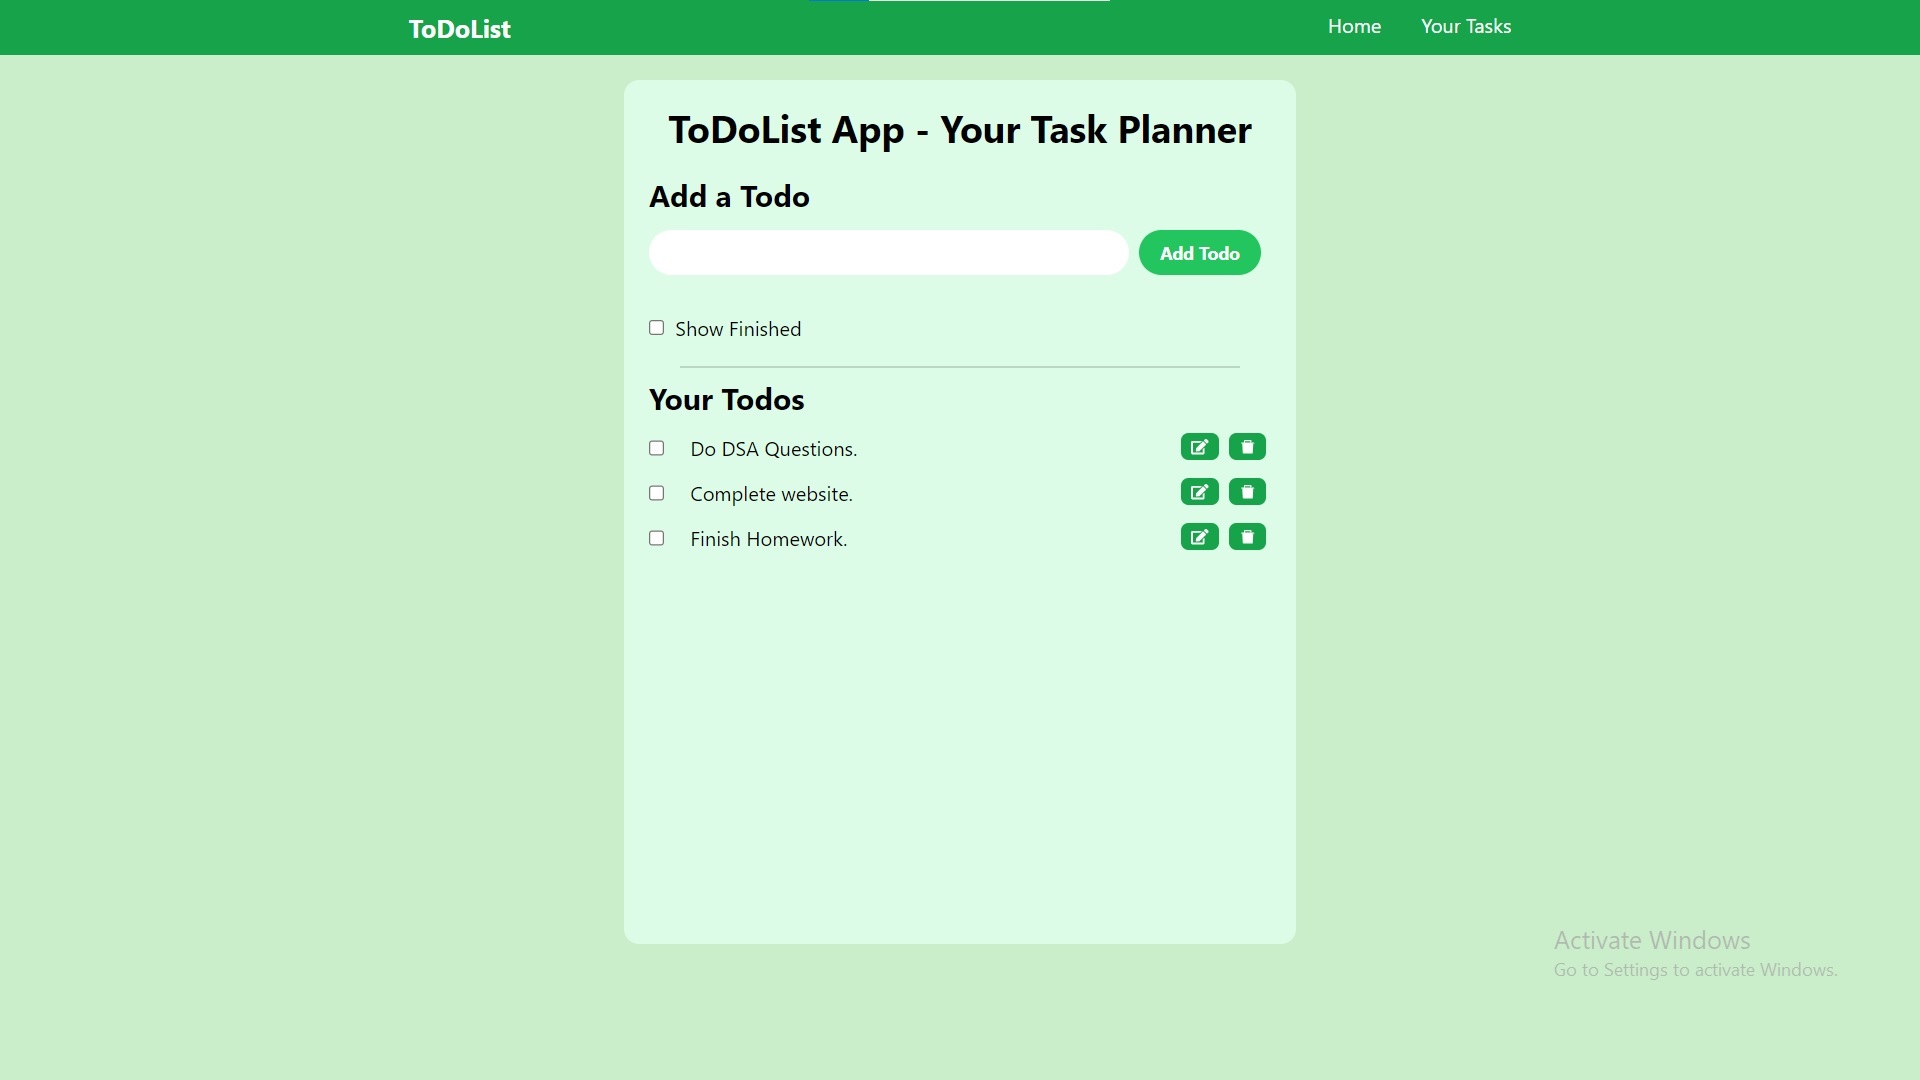 ToDoList
Home
Your Tasks
ToDoList App - Your Task Planner
Add a Todo
Add Todo
Show Finished
Your Todos
Do DSA Questions.
Complete website.
Finish Homework.
Activate Windows
Go to Settings to activate Windows.